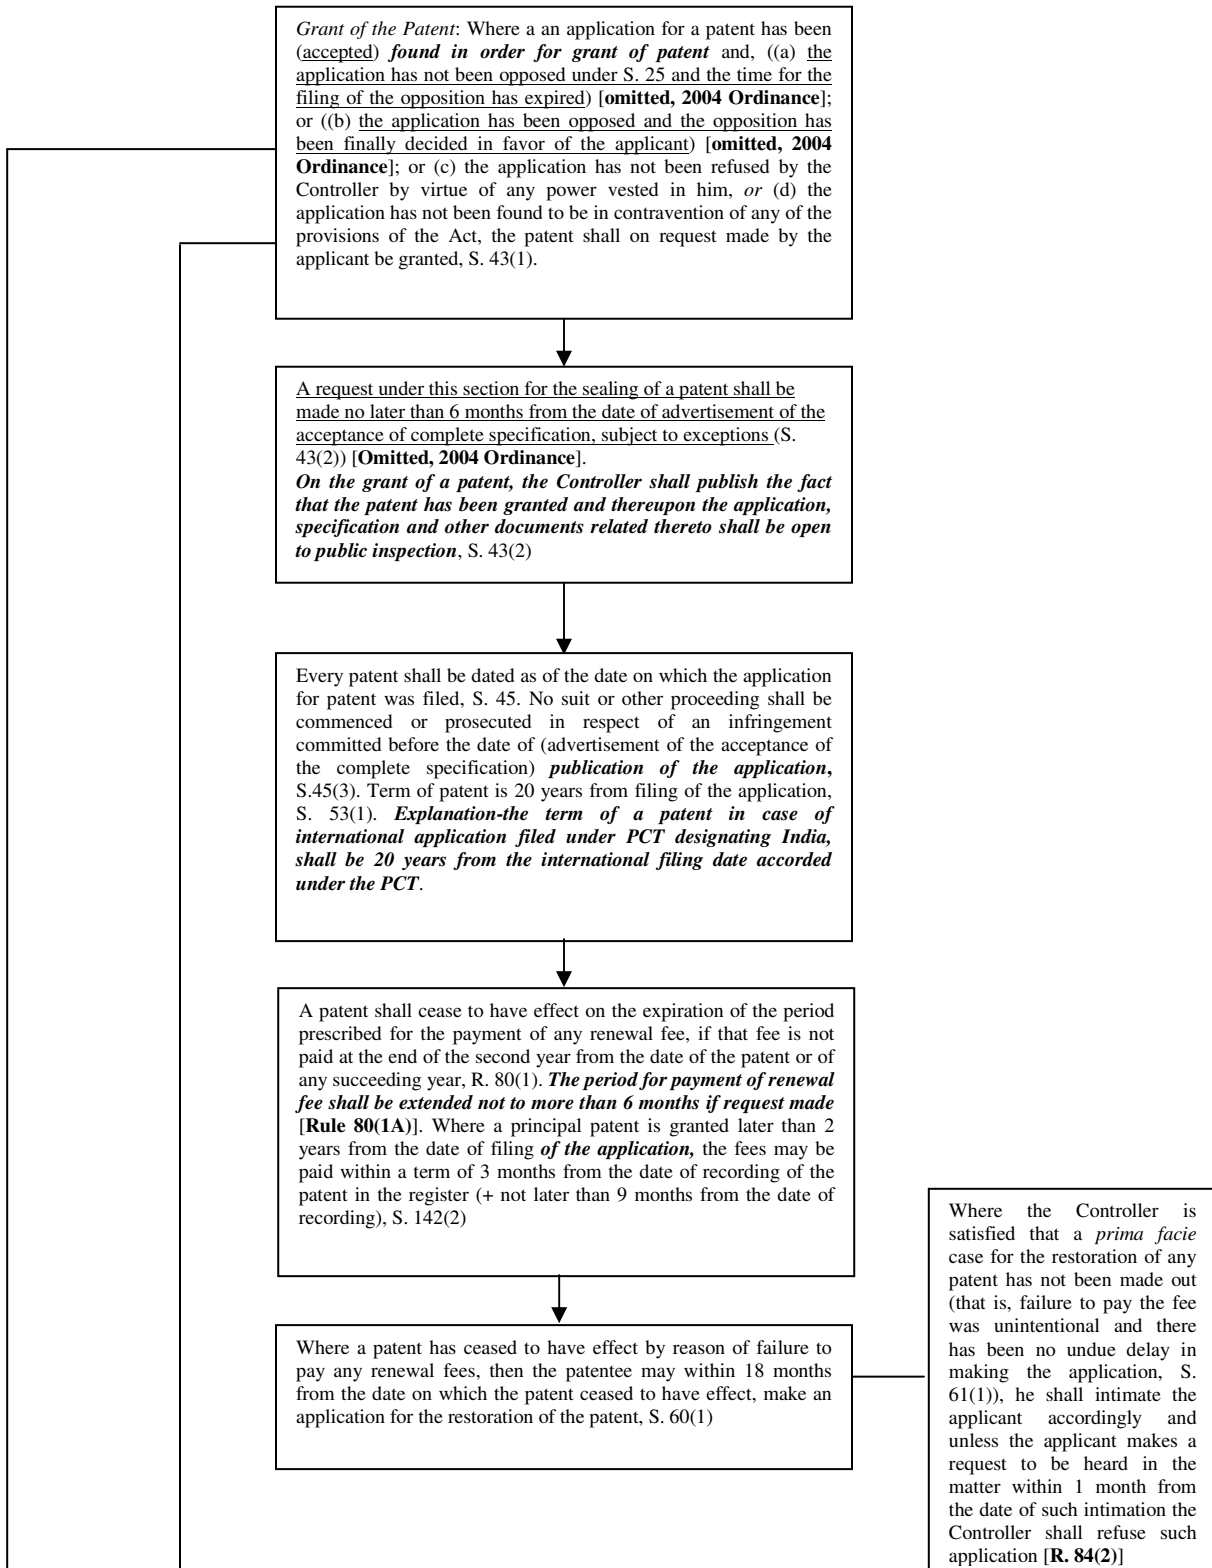 Grant of the Patent: Where a an application for a patent has been
(accepted) found in order for grant of patent and, ((a) the
application has not been opposed under S. 25 and the time for the
filing of the opposition has expired) [omitted, 2004 Ordinance];
or ((b) the application has been opposed and the opposition has
been finally decided in favor of the applicant) [omitted, 2004
Ordinance]; or (c) the application has not been refused by the
Controller by virtue of any power vested in him, or (d) the
application has not been found to be in contravention of any of the
provisions of the Act, the patent shall on request made by the
applicant be granted, S. 43(1).
A request under this section for the sealing of a patent shall be
made no later than 6 months from the date of advertisement of the
acceptance of complete specification, subject to exceptions (S.
43(2)) [Omitted, 2004 Ordinance].
On the grant of a patent, the Controller shall publish the fact
that the patent has been granted and thereupon the application,
specification and other documents related thereto shall be open
to public inspection, S. 43(2)
Every patent shall be dated as of the date on which the application
for patent was filed, S. 45. No suit or other proceeding shall be
commenced or prosecuted in respect of an infringement
committed before the date of (advertisement of the acceptance of
the complete specification) publication of the application,
S.45(3). Term of patent is 20 years from filing of the application,
S. 53(1). Explanation-the term of a patent in case of
international application filed under PCT designating India,
shall be 20 years from the international filing date accorded
under the PCT.
A patent shall cease to have effect on the expiration of the period
prescribed for the payment of any renewal fee, if that fee is not
paid at the end of the second year from the date of the patent or of
any succeeding year, R. 80(1). The period for payment of renewal
fee shall be extended not to more than 6 months if request made
[Rule 80(1A)]. Where a principal patent is granted later than 2
years from the date of filing of the application, the fees may be
paid within a term of 3 months from the date of recording of the
patent in the register (+ not later than 9 months from the date of
recording), S. 142(2)
Where a patent has ceased to have effect by reason of failure to
pay any renewal fees, then the patentee may within 18 months
from the date on which the patent ceased to have effect, make an
application for the restoration of the patent, S. 60(1)
Where the Controller is
satisfied that a prima facie
case for the restoration of any
patent has not been made out
(that is, failure to pay the fee
was unintentional and there
has been no undue delay in
making the application, S.
61(1)), he shall intimate the
applicant accordingly and
unless the applicant makes a
request to be heard in the
matter within 1 month from
the date of such intimation the
Controller shall refuse such
application [R. 84(2)]